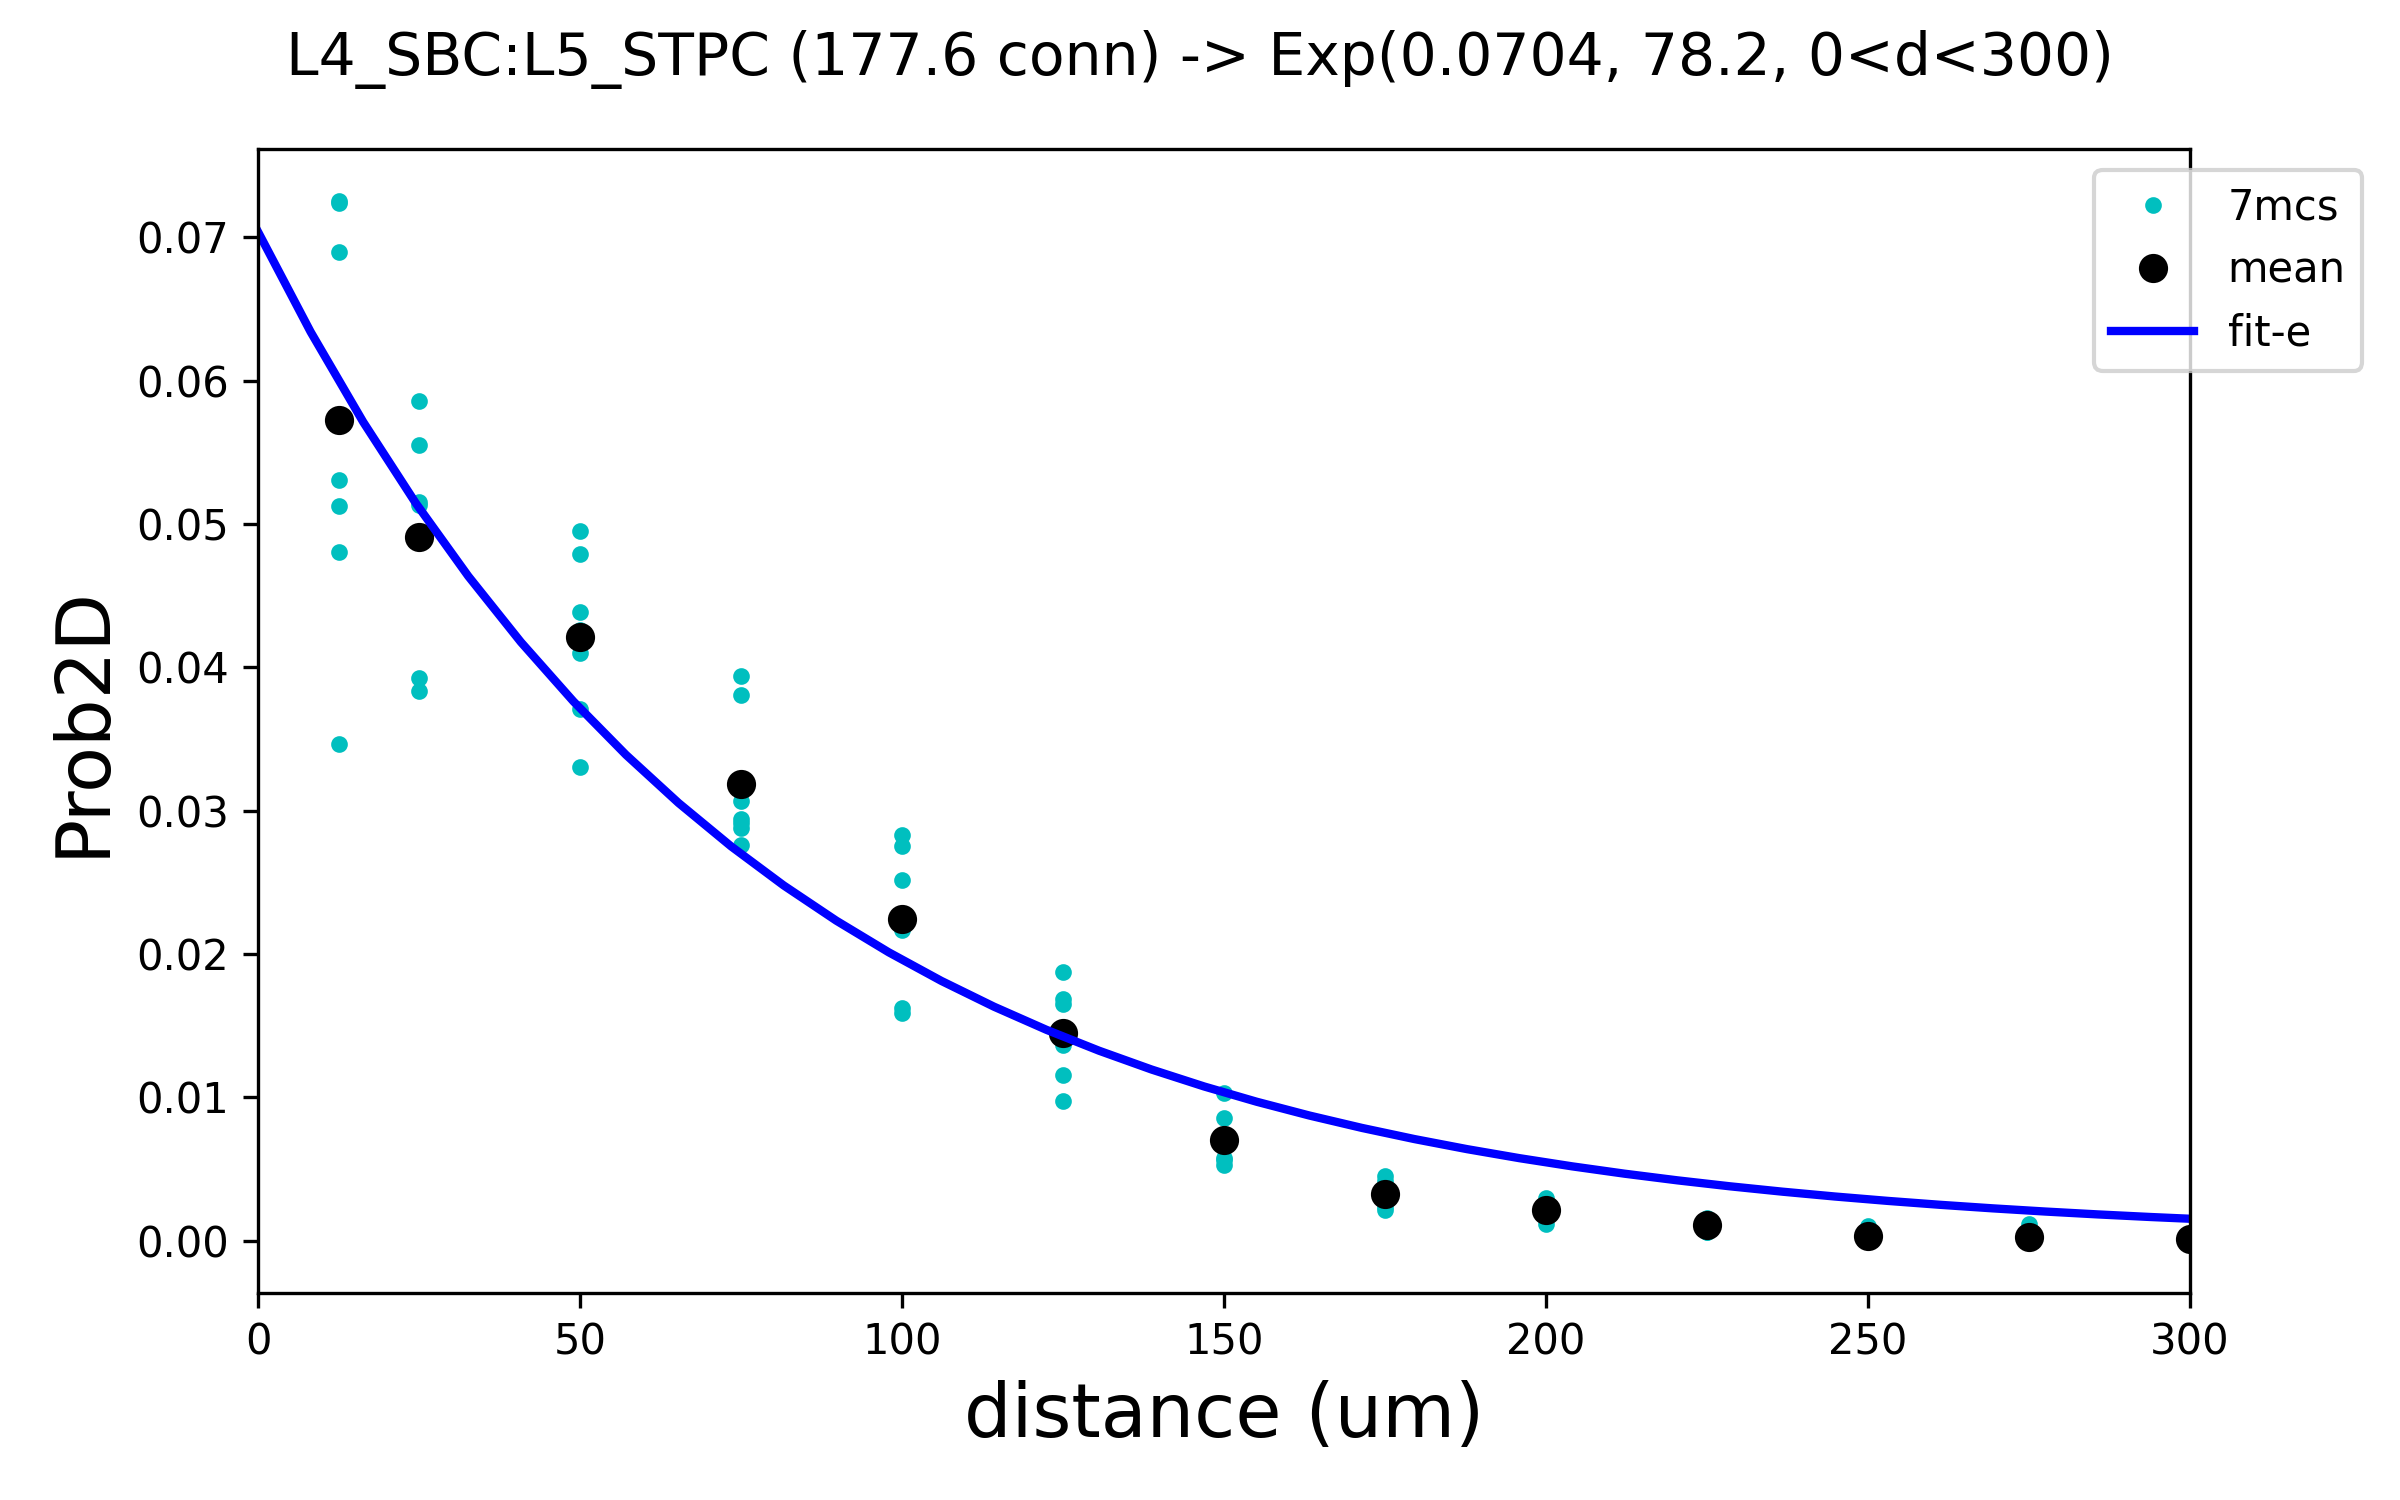 L4_SBC:L5_STPC (177.6 conn) -> Exp(0.0704, 78.2, 0<d<300)
7mcs
mean
fit-e
Prob2D
0.07
0.06
0.05
0.04
0.03
0.02
0.01
0.00
0 50 100 150 200 250 300
distance (um)